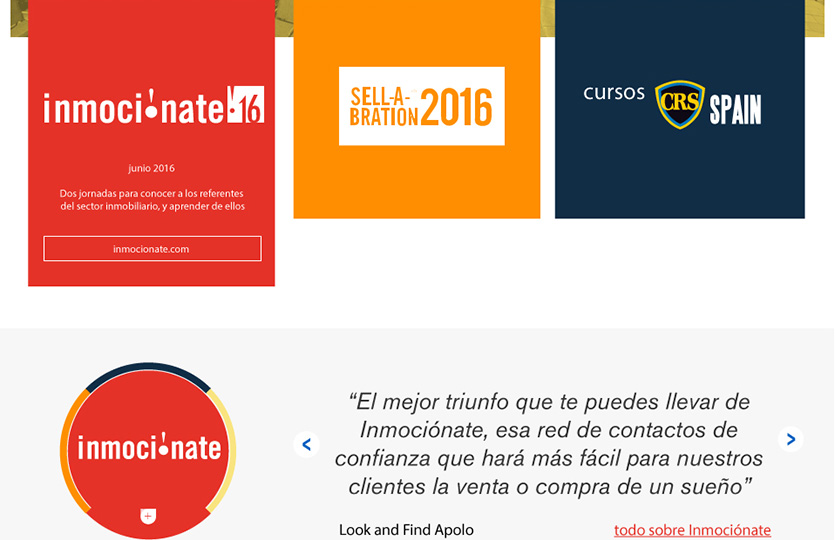 inmoci!nate!16
junio 2016
Dos jornadas para conocer a los referentes
del sector inmobiliario, y aprender de ellos
inmocionate.com
SELL-A-
BRATION 2016
cursos CRS SPAIN
inmoci!nate
“El mejor triunfo que te puedes llevar de
Inmociónate, esa red de contactos de
confianza que hará más fácil para nuestros
clientes la venta o compra de un sueño”
Look and Find Apolo
todo sobre Inmociónate